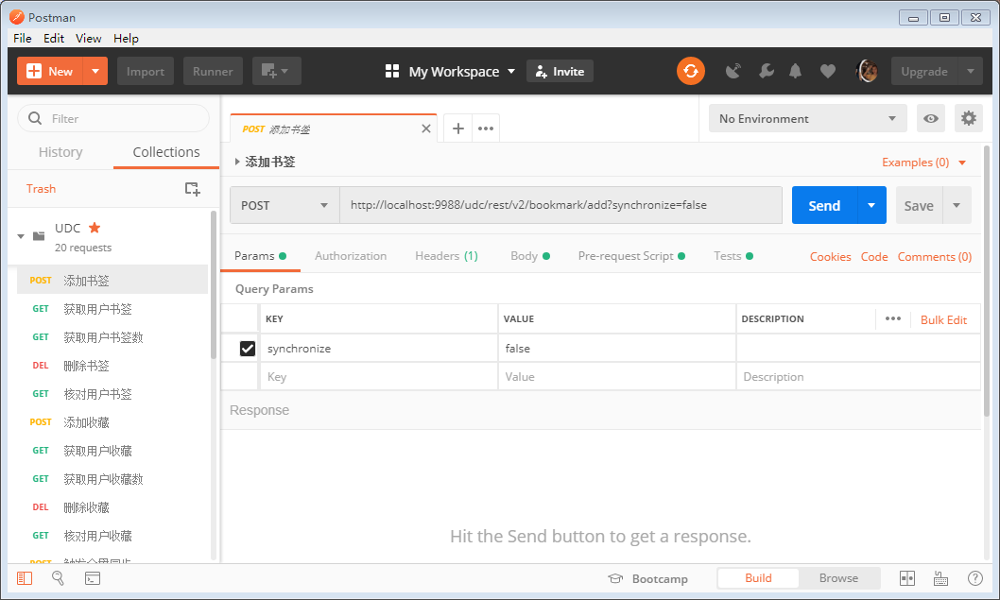 Postman
File Edit View Help
New Import Runner My Workspace Invite Upgrade
Filter
History Collections
Trash
UDC
20 requests
POST 添加书签
GET 获取用户书签
GET 获取用户书签数
DEL 删除书签
GET 核对用户书签
POST 添加收藏
GET 获取用户收藏
GET 获取用户收藏数
DEL 删除收藏
GET 核对用户收藏
POST
POST 添加书签
No Environment
添加书签
Examples (0)
POST http://localhost:9988/udc/rest/v2/bookmark/add?synchronize=false Send Save
Params Authorization Headers (1) Body Pre-request Script Tests Cookies Code Comments (0)
Query Params
KEY VALUE DESCRIPTION Bulk Edit
synchronize false
Key Value Description
Response
Hit the Send button to get a response.
Bootcamp Build Browse